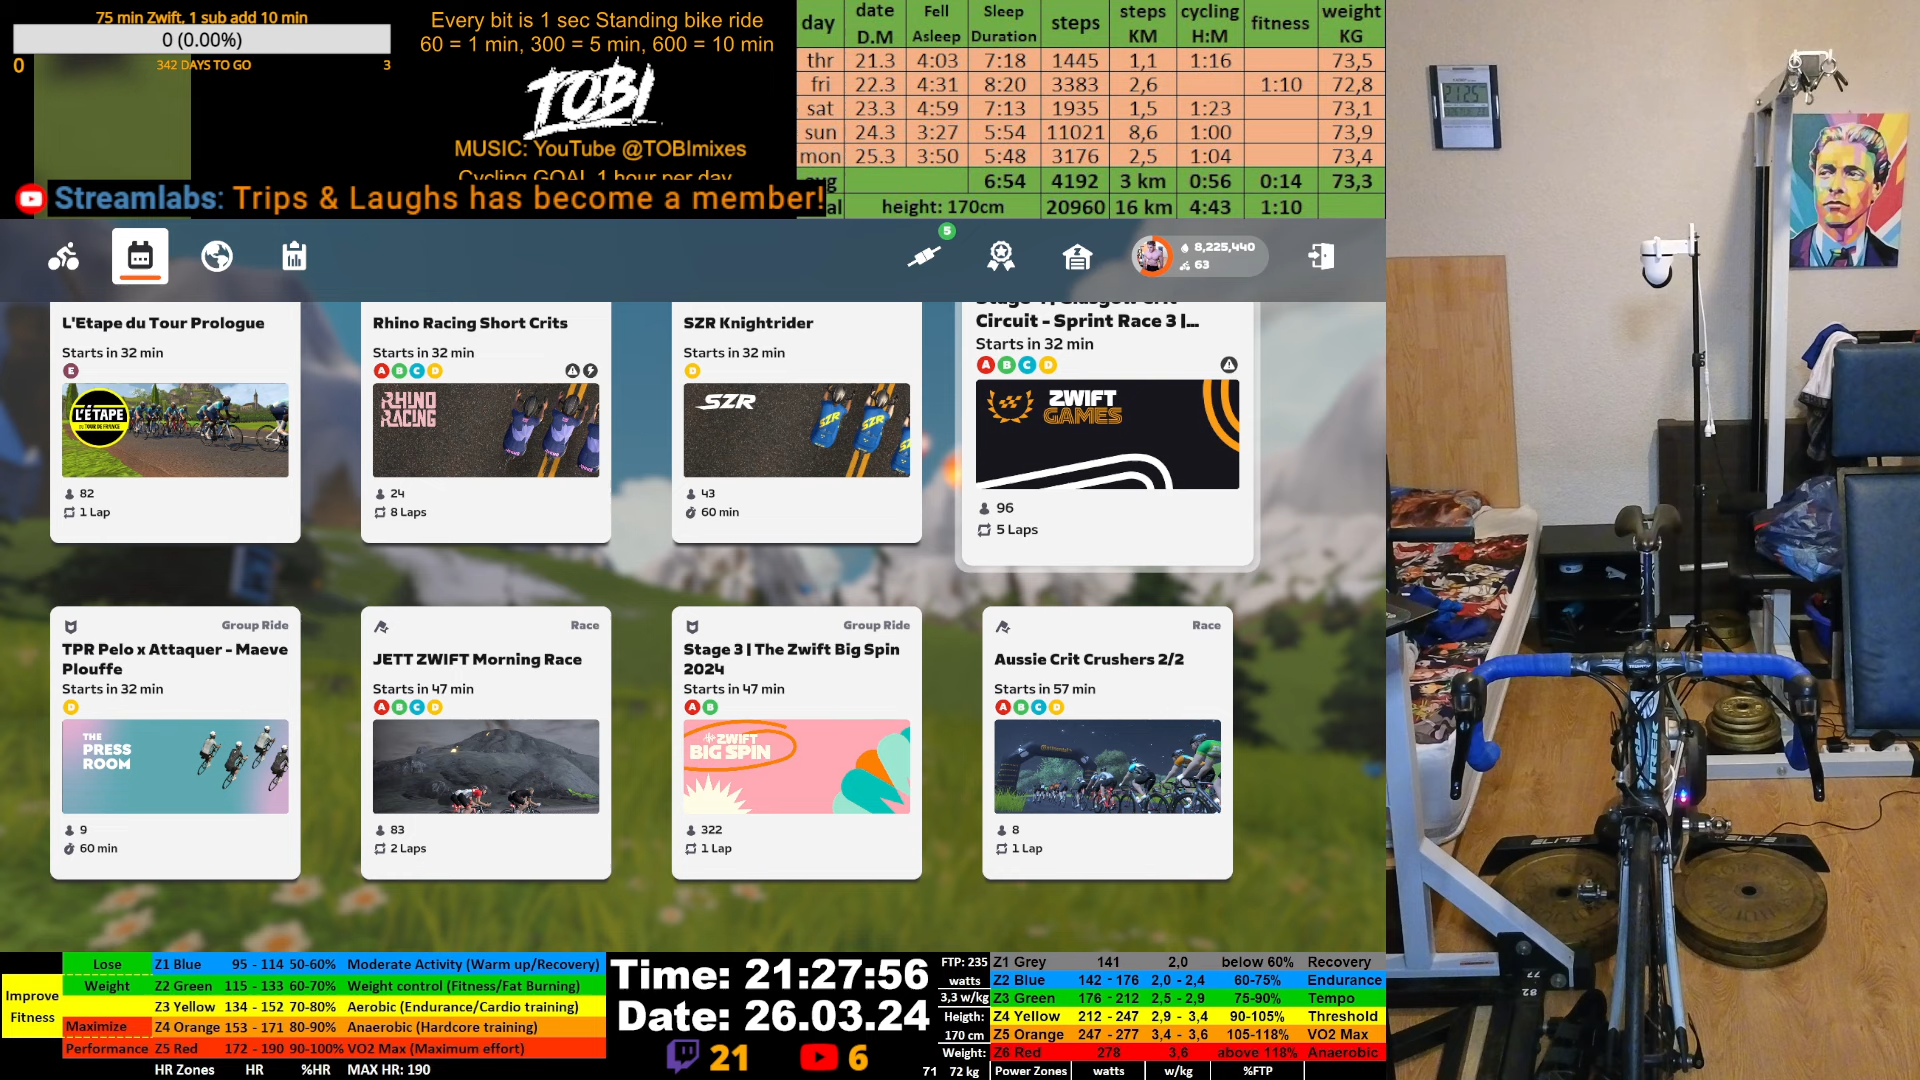 75 min Zwift, 1 sub add 10 min
0 (0.00%)
0 342 DAYS TO GO 3
Every bit is 1 sec Standing bike ride
60 = 1 min, 300 = 5 min, 600 = 10 min
TOBI
MUSIC: YouTube @TOBImixes
Cycling GOAL 1 hour per day
Streamlabs: Trips & Laughs has become a member!
day date D.M Fell Asleep Sleep Duration steps steps KM cycling H:M fitness weight KG
thr 21.3 4:03 7:18 1445 1,1 1:16 73,5
fri 22.3 4:31 8:20 3383 2,6 1:10 72,8
sat 23.3 4:59 7:13 1935 1,5 1:23 73,1
sun 24.3 3:27 5:54 11021 8,6 1:00 73,9
mon 25.3 3:50 5:48 3176 2,5 1:04 73,4
6:54 4192 3 km 0:56 0:14 73,3
height: 170cm 20960 16 km 4:43 1:10
5
8,225,440
63
L'Etape du Tour Prologue
Starts in 32 min
E
L'ÉTAPE
DU TOUR DE FRANCE
82
1 Lap
Rhino Racing Short Crits
Starts in 32 min
A B C D
RHINO
RACING
24
8 Laps
SZR Knightrider
Starts in 32 min
D
SZR
SZR
SZR
43
60 min
Circuit - Sprint Race 3 |...
Starts in 32 min
A B C D
ZWIFT
GAMES
96
5 Laps
Group Ride
TPR Pelo x Attaquer - Maeve
Plouffe
Starts in 32 min
D
THE
PRESS
ROOM
9
60 min
Race
JETT ZWIFT Morning Race
Starts in 47 min
A B C D
83
2 Laps
Group Ride
Stage 3 | The Zwift Big Spin
2024
Starts in 47 min
A B
ZWIFT
BIG SPIN
322
1 Lap
Race
Aussie Crit Crushers 2/2
Starts in 57 min
A B C D
8
1 Lap
Improve
Fitness
Lose
Weight
Maximize
Performance
Z1 Blue 95 - 114 50-60% Moderate Activity (Warm up/Recovery)
Z2 Green 115 - 133 60-70% Weight control (Fitness/Fat Burning)
Z3 Yellow 134 - 152 70-80% Aerobic (Endurance/Cardio training)
Z4 Orange 153 - 171 80-90% Anaerobic (Hardcore training)
Z5 Red 172 - 190 90-100% VO2 Max (Maximum effort)
HR Zones HR %HR MAX HR: 190
Time: 21:27:56
Date: 26.03.24
21 6
FTP: 235
watts
3,3 w/kg
Heigth:
170 cm
Weight:
71 72 kg
Z1 Grey 141 2,0 below 60% Recovery
Z2 Blue 142 - 176 2,0 - 2,4 60-75% Endurance
Z3 Green 176 - 212 2,5 - 2,9 75-90% Tempo
Z4 Yellow 212 - 247 2,9 - 3,4 90-105% Threshold
Z5 Orange 247 - 277 3,4 - 3,6 105-118% VO2 Max
Z6 Red 278 3,6 above 118% Anaerobic
Power Zones watts w/kg %FTP
TREK
ELITE
ELITE
77
82